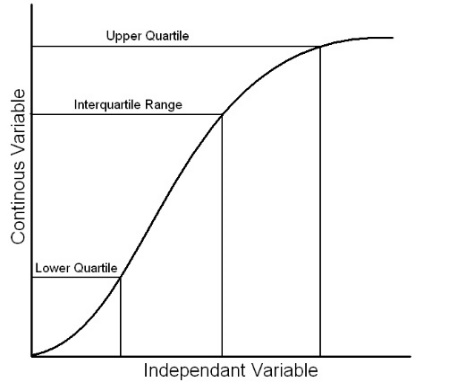 Upper Quartile
Interquartile Range
Continous Variable
Lower Quartile
Independant Variable